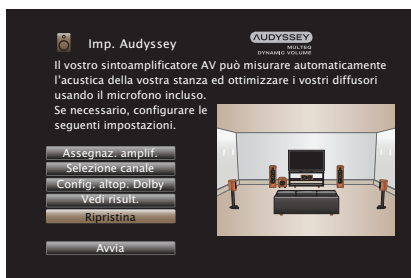 Imp. Audyssey
AUDYSSEY
MULTEQ
DYNAMIC VOLUME
Il vostro sintoamplificatore AV può misurare automaticamente
l'acustica della vostra stanza ed ottimizzare i vostri diffusori
usando il microfono incluso.
Se necessario, configurare le
seguenti impostazioni.
Assegnaz. amplif.
Selezione canale
Config. altop. Dolby
Vedi risult.
Ripristina
Avvia